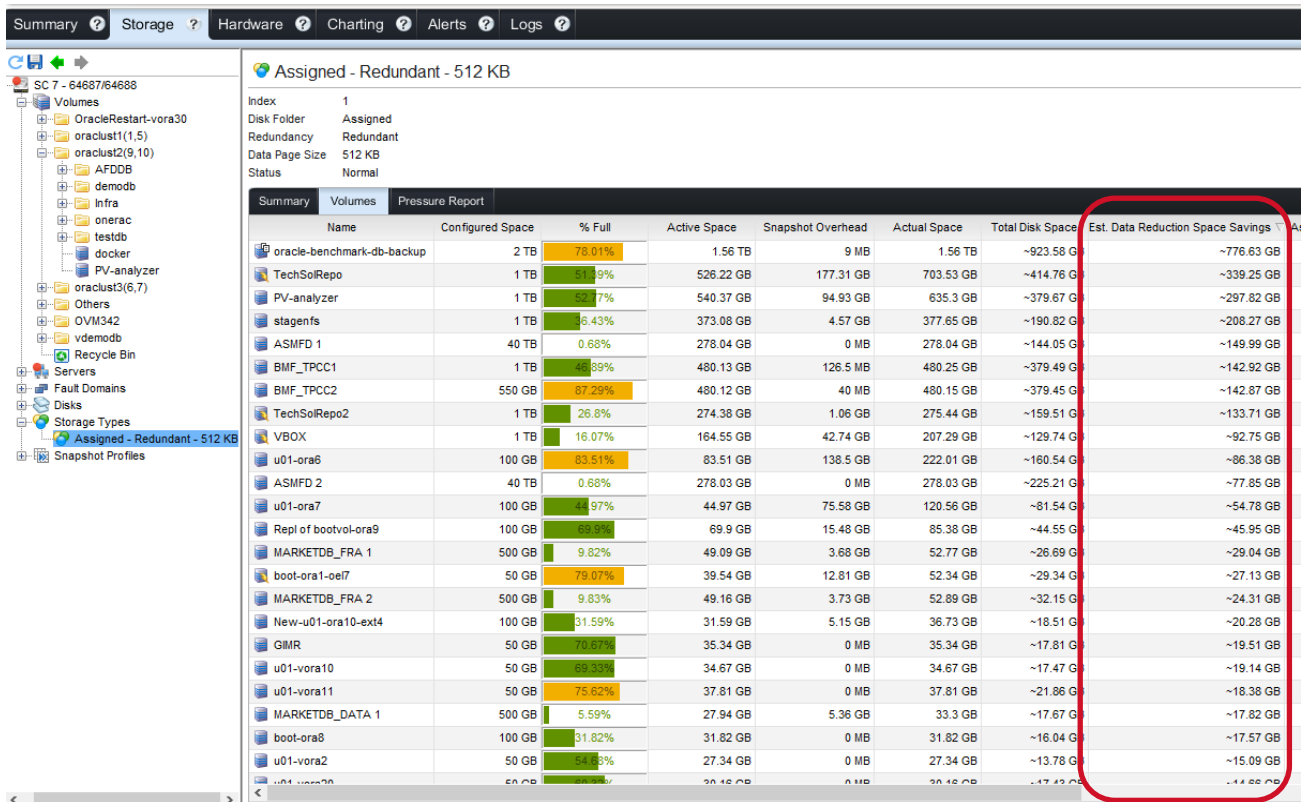 Summary ? Storage ? Hardware ? Charting ? Alerts ? Logs ?
SC 7 - 64687/64688
Volumes
OracleRestart-vora30
oraclust1(1,5)
oraclust2(9,10)
AFDDB
demodb
Infra
onerac
testdb
docker
PV-analyzer
oraclust3(6,7)
Others
OVM342
vdemodb
Recycle Bin
Servers
Fault Domains
Disks
Storage Types
Assigned - Redundant - 512 KB
Snapshot Profiles
Assigned - Redundant - 512 KB
Index 1
Disk Folder Assigned
Redundancy Redundant
Data Page Size 512 KB
Status Normal
Summary Volumes Pressure Report
Name Configured Space % Full Active Space Snapshot Overhead Actual Space Total Disk Space Est. Data Reduction Space Savings
oracle-benchmark-db-backup 2 TB 78.01% 1.56 TB 9 MB 1.56 TB ~923.58 GB ~776.63 GB
TechSolRepo 1 TB 51.39% 526.22 GB 177.31 GB 703.53 GB ~414.76 GB ~339.25 GB
PV-analyzer 1 TB 52.77% 540.37 GB 94.93 GB 635.3 GB ~379.67 GB ~297.82 GB
stagenfs 1 TB 36.43% 373.08 GB 4.57 GB 377.65 GB ~190.82 GB ~208.27 GB
ASMFD 1 40 TB 0.68% 278.04 GB 0 MB 278.04 GB ~144.05 GB ~149.99 GB
BMF_TPCC1 1 TB 46.89% 480.13 GB 126.5 MB 480.25 GB ~379.49 GB ~142.92 GB
BMF_TPCC2 550 GB 87.29% 480.12 GB 40 MB 480.15 GB ~379.45 GB ~142.87 GB
TechSolRepo2 1 TB 26.8% 274.38 GB 1.06 GB 275.44 GB ~159.51 GB ~133.71 GB
VBOX 1 TB 16.07% 164.55 GB 42.74 GB 207.29 GB ~129.74 GB ~92.75 GB
u01-ora6 100 GB 83.51% 83.51 GB 138.5 MB 222.01 GB ~160.54 GB ~86.38 GB
ASMFD 2 40 TB 0.68% 278.03 GB 0 MB 278.03 GB ~225.21 GB ~77.85 GB
u01-ora7 100 GB 44.97% 44.97 GB 75.58 GB 120.56 GB ~81.54 GB ~54.78 GB
Repl of bootvol-ora9 100 GB 69.9% 69.9 GB 15.48 GB 85.38 GB ~44.55 GB ~45.95 GB
MARKETDB_FRA 1 500 GB 9.82% 49.09 GB 3.68 GB 52.77 GB ~26.69 GB ~29.04 GB
boot-ora1-oel7 50 GB 79.07% 39.54 GB 12.81 GB 52.34 GB ~29.34 GB ~27.13 GB
MARKETDB_FRA 2 500 GB 9.83% 49.16 GB 3.73 GB 52.89 GB ~32.15 GB ~24.31 GB
New-u01-ora10-ext4 100 GB 31.59% 31.59 GB 5.15 GB 36.73 GB ~18.51 GB ~20.28 GB
GIMR 50 GB 70.67% 35.34 GB 0 MB 35.34 GB ~17.81 GB ~19.51 GB
u01-vora10 50 GB 69.33% 34.67 GB 0 MB 34.67 GB ~17.47 GB ~19.14 GB
u01-vora11 50 GB 75.62% 37.81 GB 0 MB 37.81 GB ~21.86 GB ~18.38 GB
MARKETDB_DATA 1 500 GB 5.59% 27.94 GB 5.36 GB 33.3 GB ~17.67 GB ~17.82 GB
boot-ora8 100 GB 31.82% 31.82 GB 0 MB 31.82 GB ~16.04 GB ~17.57 GB
u01-vora2 50 GB 54.68% 27.34 GB 0 MB 27.34 GB ~13.78 GB ~15.09 GB